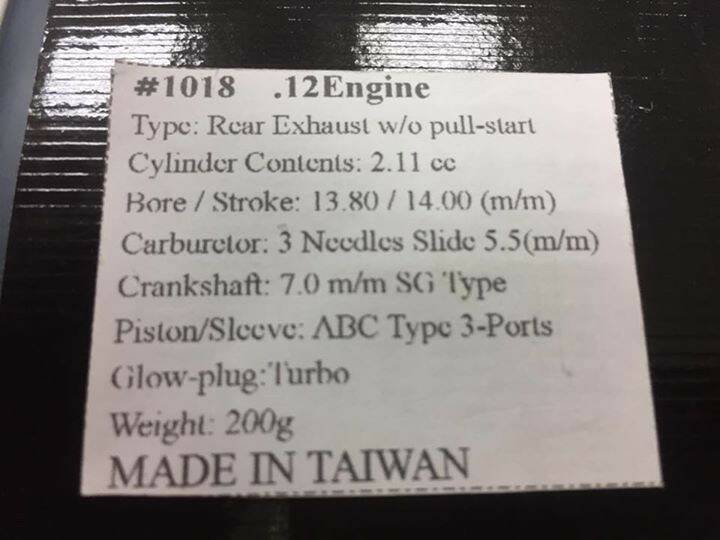 #1018 .12Engine
Type: Rear Exhaust w/o pull-start
Cylinder Contents: 2.11 cc
Bore / Stroke: 13.80 / 14.00 (m/m)
Carburetor: 3 Needles Slide 5.5(m/m)
Crankshaft: 7.0 m/m SG Type
Piston/Sleeve: ABC Type 3-Ports
Glow-plug:Turbo
Weight: 200g
MADE IN TAIWAN